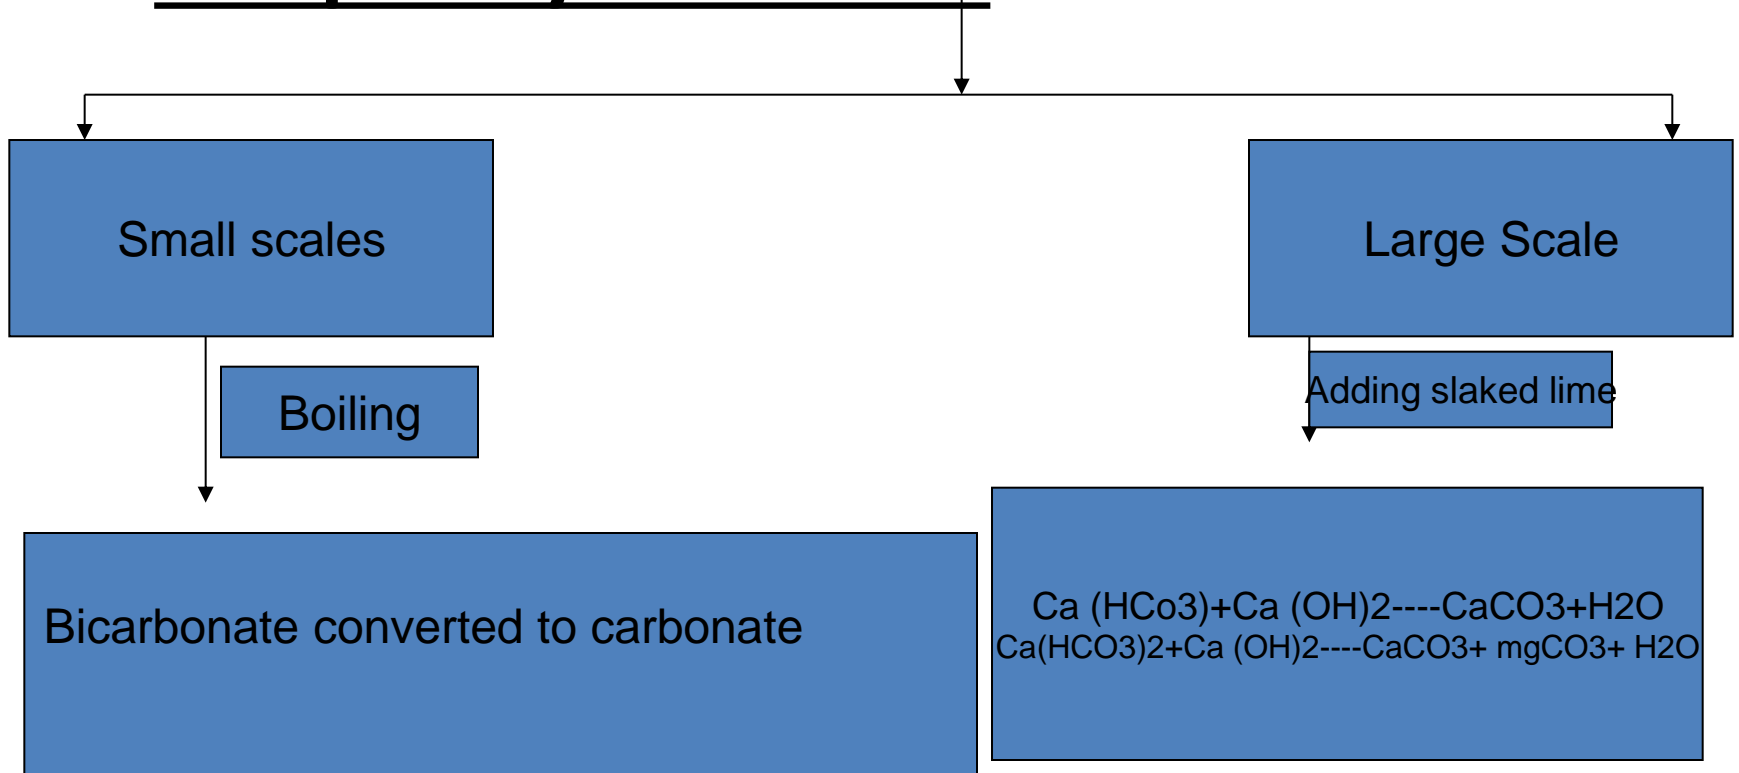 Small scales
Large Scale
Boiling
Adding slaked lime
Bicarbonate converted to carbonate
Ca (HCo3)+Ca (OH)2----CaCO3+H2O
Ca(HCO3)2+Ca (OH)2----CaCO3+ mgCO3+ H2O